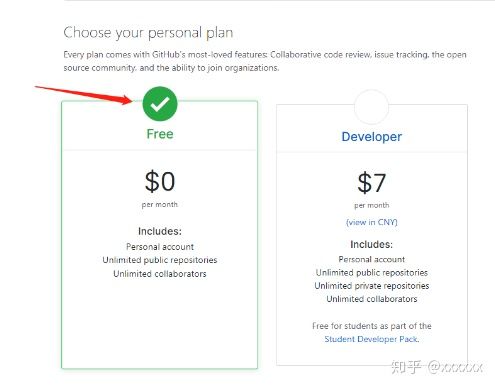 Choose your personal plan
Every plan comes with GitHub's most-loved features: Collaborative code review, issue tracking, the open
source community, and the ability to join organizations.
Free
$0
per month
Includes:
Personal account
Unlimited public repositories
Unlimited collaborators
Developer
$7
per month
(view in CNY)
Includes:
Personal account
Unlimited public repositories
Unlimited private repositories
Unlimited collaborators
Free for students as part of the
Student Developer Pack.
知乎 @xxxxxx